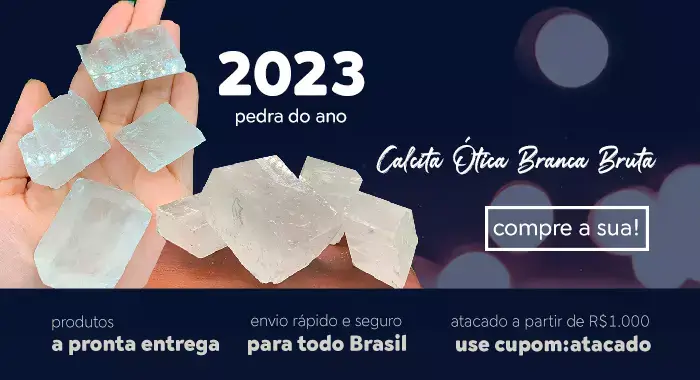 2023
pedra do ano
Calcita Ótica Branca Bruta
compre a sua!
produtos
a pronta entrega
envio rápido e seguro
para todo Brasil
atacado a partir de R$1.000
use cupom:atacado